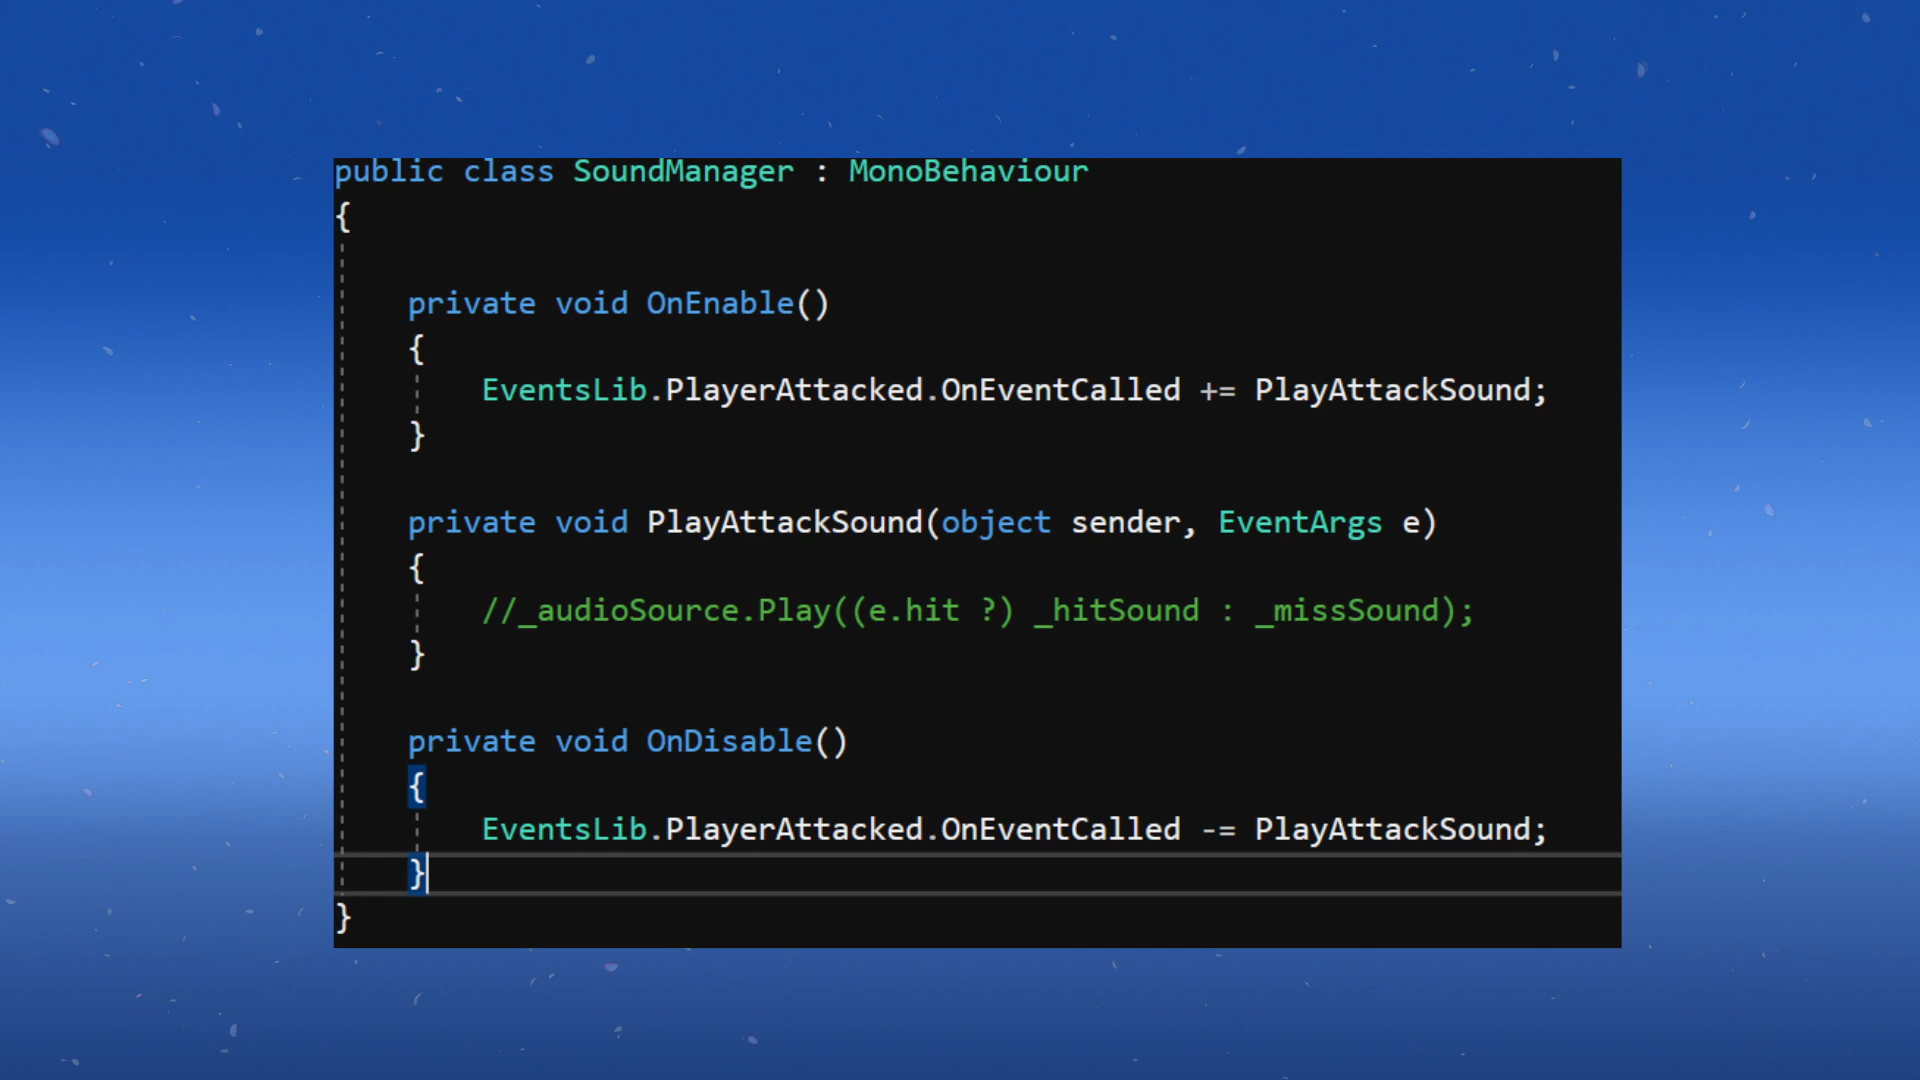 public class SoundManager : MonoBehaviour
{
private void OnEnable()
{
EventsLib.PlayerAttacked.OnEventCalled += PlayAttackSound;
}
private void PlayAttackSound(object sender, EventArgs e)
{
//_audioSource.Play((e.hit ?) _hitSound : _missSound);
}
private void OnDisable()
{
EventsLib.PlayerAttacked.OnEventCalled -= PlayAttackSound;
}
}